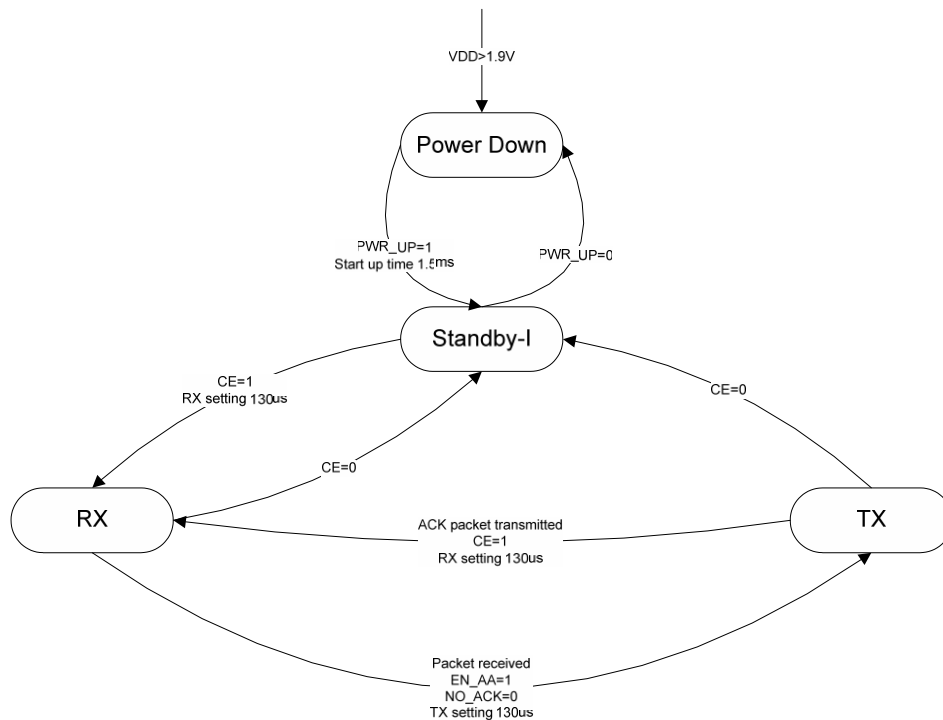 VDD>1.9V
Power Down
PWR_UP=1
Start up time 1.5ms
PWR_UP=0
Standby-I
CE=1
RX setting 130us
CE=0
CE=0
RX
ACK packet transmitted
CE=1
RX setting 130us
TX
Packet received
EN_AA=1
NO_ACK=0
TX setting 130us